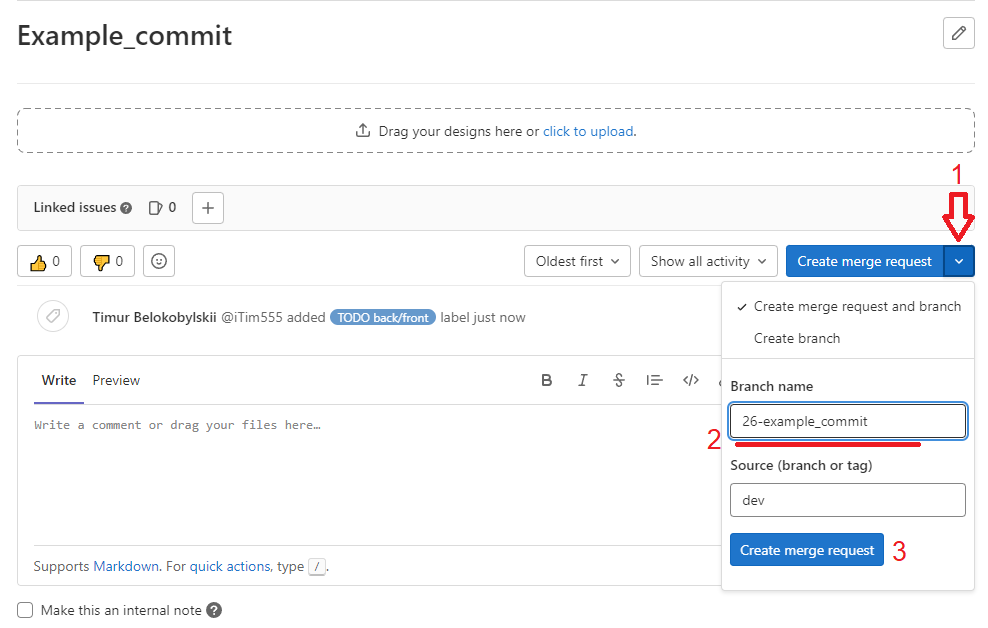 Example_commit
Drag your designs here or click to upload.
1
Linked issues 0
0 0 Oldest first Show all activity Create merge request
Create merge request and branch
Create branch
Timur Belokobylskii @iTim555 added TODO back/front label just now
Write Preview
Branch name
26-example_commit
2
Write a comment or drag your files here…
Source (branch or tag)
dev
Create merge request 3
Supports Markdown. For quick actions, type /.
Make this an internal note